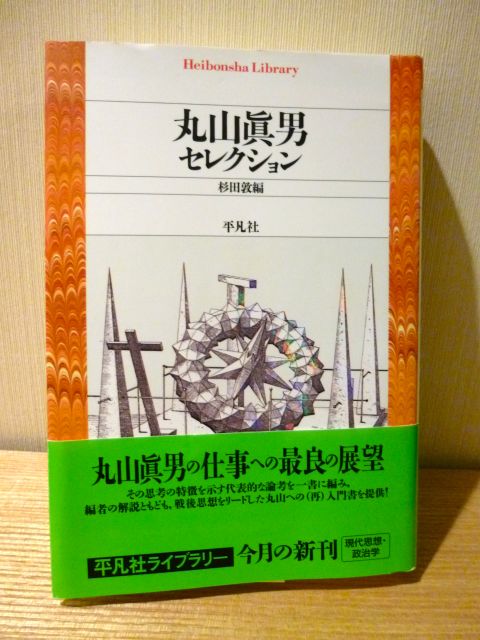 Heibonsha Library
丸山眞男
セレクション
杉田敦編
平凡社
丸山眞男の仕事への最良の展望
その思考の特徴を示す代表的な論考を一書に編み、
編者の解説ともども、戦後思想をリードした丸山への(再)入門書を提供!
平凡社ライブラリー 今月の新刊 現代思想・
政治学